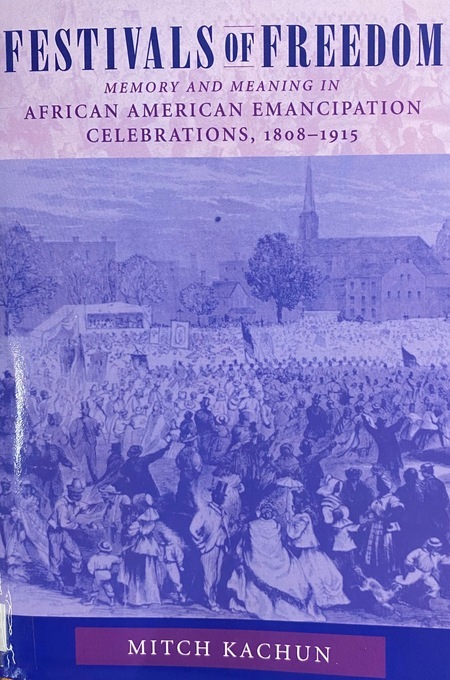 FESTIVALS OF FREEDOM
MEMORY AND MEANING IN
AFRICAN AMERICAN EMANCIPATION
CELEBRATIONS, 1808–1915
MITCH KACHUN